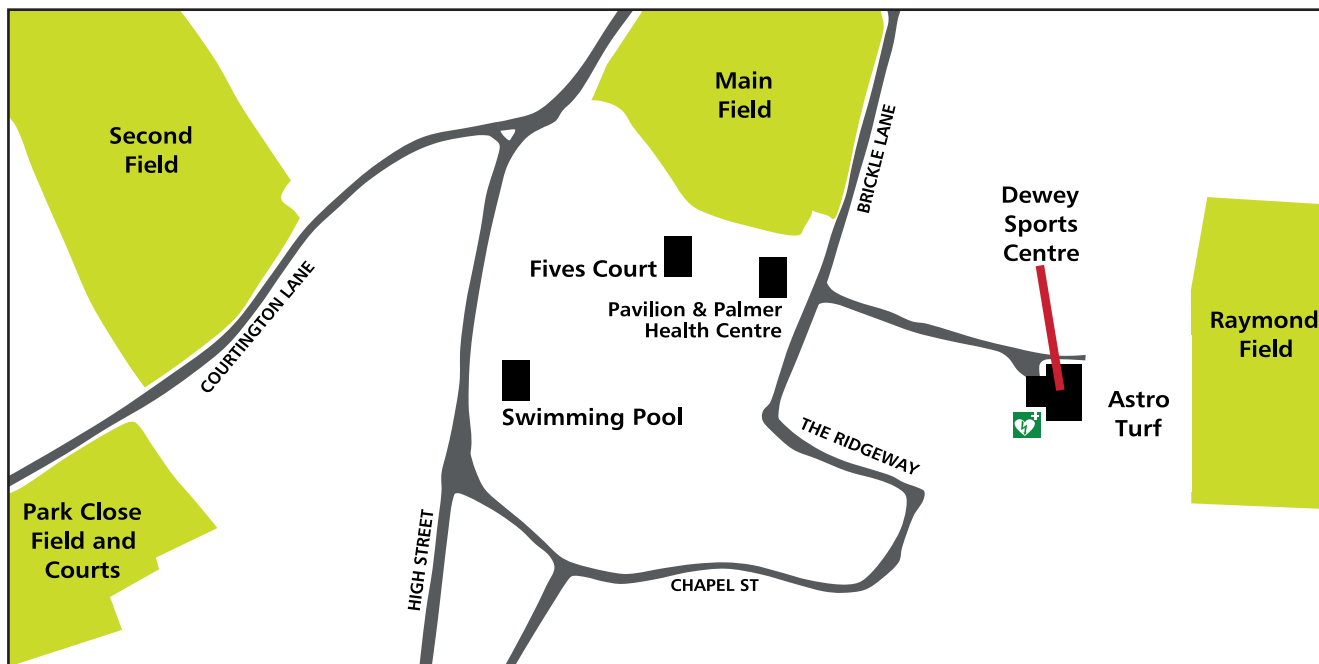 Main
Field
Second
Field
BRICKLE LANE
Dewey
Sports
Centre
Fives Court
Pavilion & Palmer
Health Centre
COURTINGTON LANE
Raymond
Field
Swimming Pool
THE RIDGEWAY
Astro
Turf
Park Close
Field and
Courts
HIGH STREET
CHAPEL ST